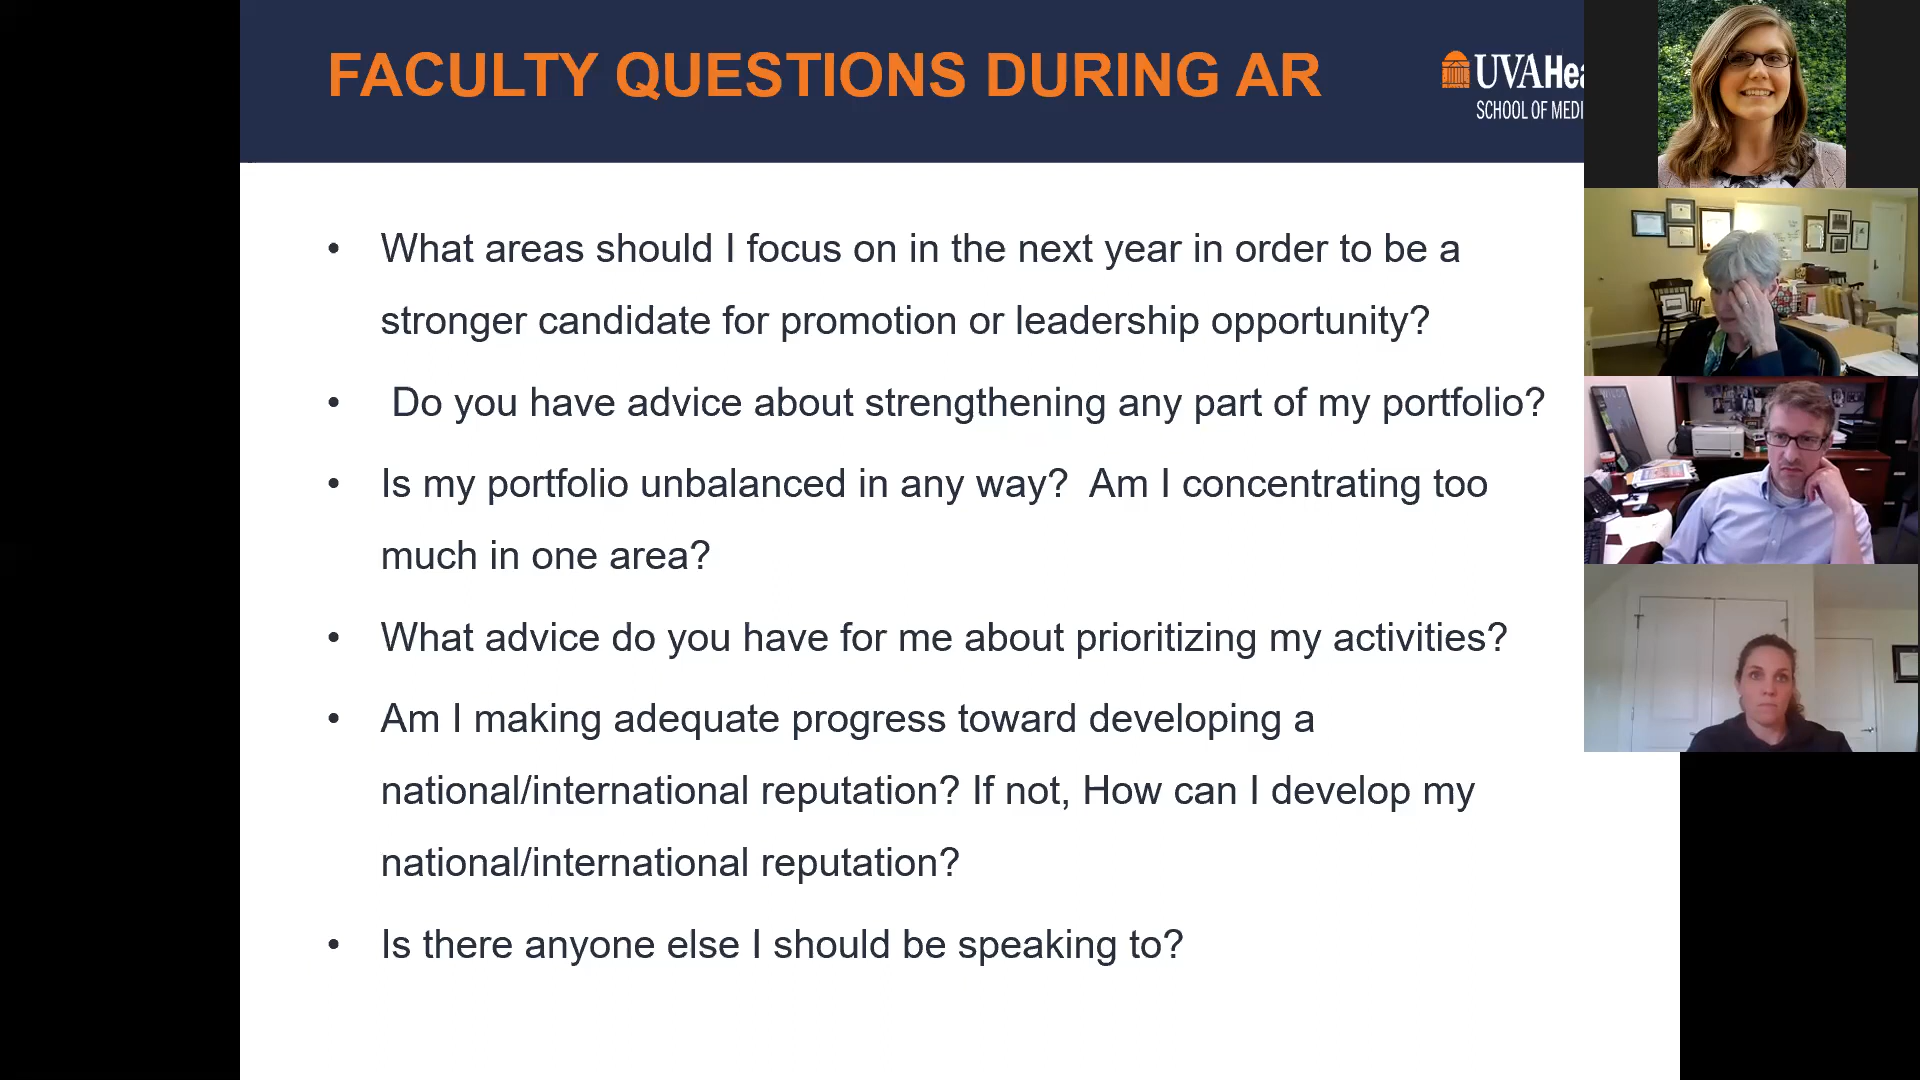 FACULTY QUESTIONS DURING AR
UVAHea
SCHOOL OF MEDI
• What areas should I focus on in the next year in order to be a
stronger candidate for promotion or leadership opportunity?
• Do you have advice about strengthening any part of my portfolio?
• Is my portfolio unbalanced in any way? Am I concentrating too
much in one area?
• What advice do you have for me about prioritizing my activities?
• Am I making adequate progress toward developing a
national/international reputation? If not, How can I develop my
national/international reputation?
• Is there anyone else I should be speaking to?